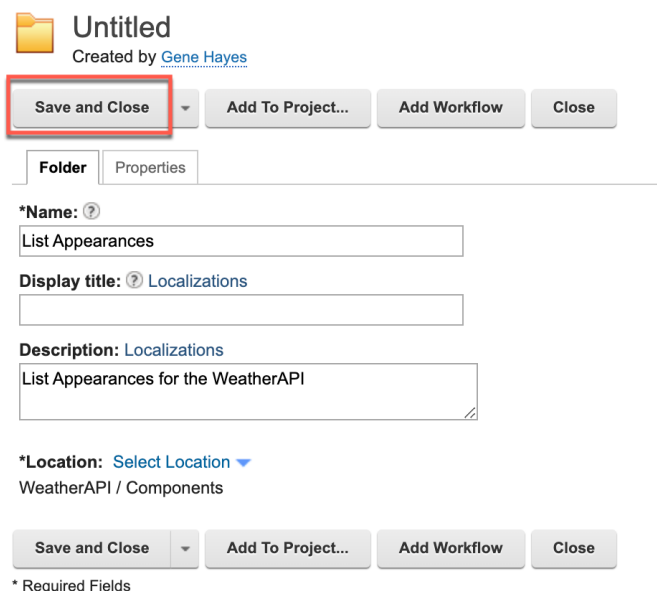 Untitled
Created by Gene Hayes
Save and Close Add To Project... Add Workflow Close
Folder Properties
*Name: ?
List Appearances
Display title: ? Localizations
Description: Localizations
List Appearances for the WeatherAPI
*Location: Select Location
WeatherAPI / Components
Save and Close Add To Project... Add Workflow Close
* Required Fields